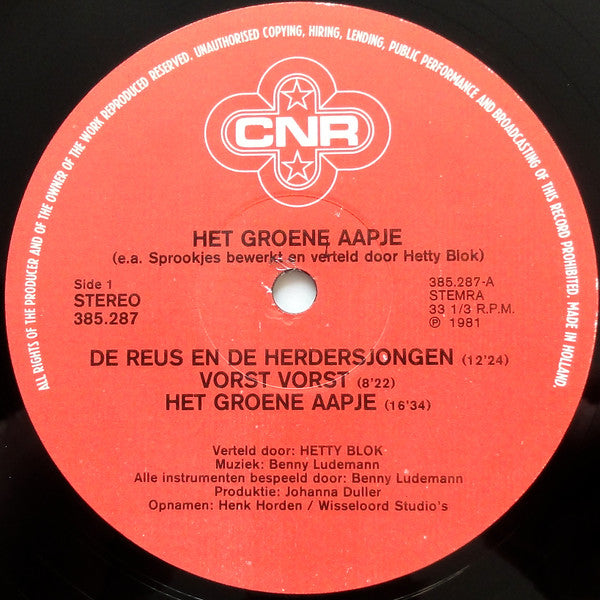 ALL RIGHTS OF THE PRODUCER AND OF THE OWNER OF THE WORK REPRODUCED RESERVED. UNAUTHORISED COPYING, HIRING, LENDING, PUBLIC PERFORMANCE AND BROADCASTING OF THIS RECORD PROHIBITED. MADE IN HOLLAND.
CNR
HET GROENE AAPJE
(e.a. Sprookjes bewerkt en verteld door Hetty Blok)
Side 1
STEREO
385.287
385.287-A
STEMRA
33 1/3 R.P.M.
℗ 1981
DE REUS EN DE HERDERSJONGEN (12'24)
VORST VORST (8'22)
HET GROENE AAPJE (16'34)
Verteld door: HETTY BLOK
Muziek: Benny Ludemann
Alle instrumenten bespeeld door: Benny Ludemann
Produktie: Johanna Duller
Opnamen: Henk Horden / Wisseloord Studio's